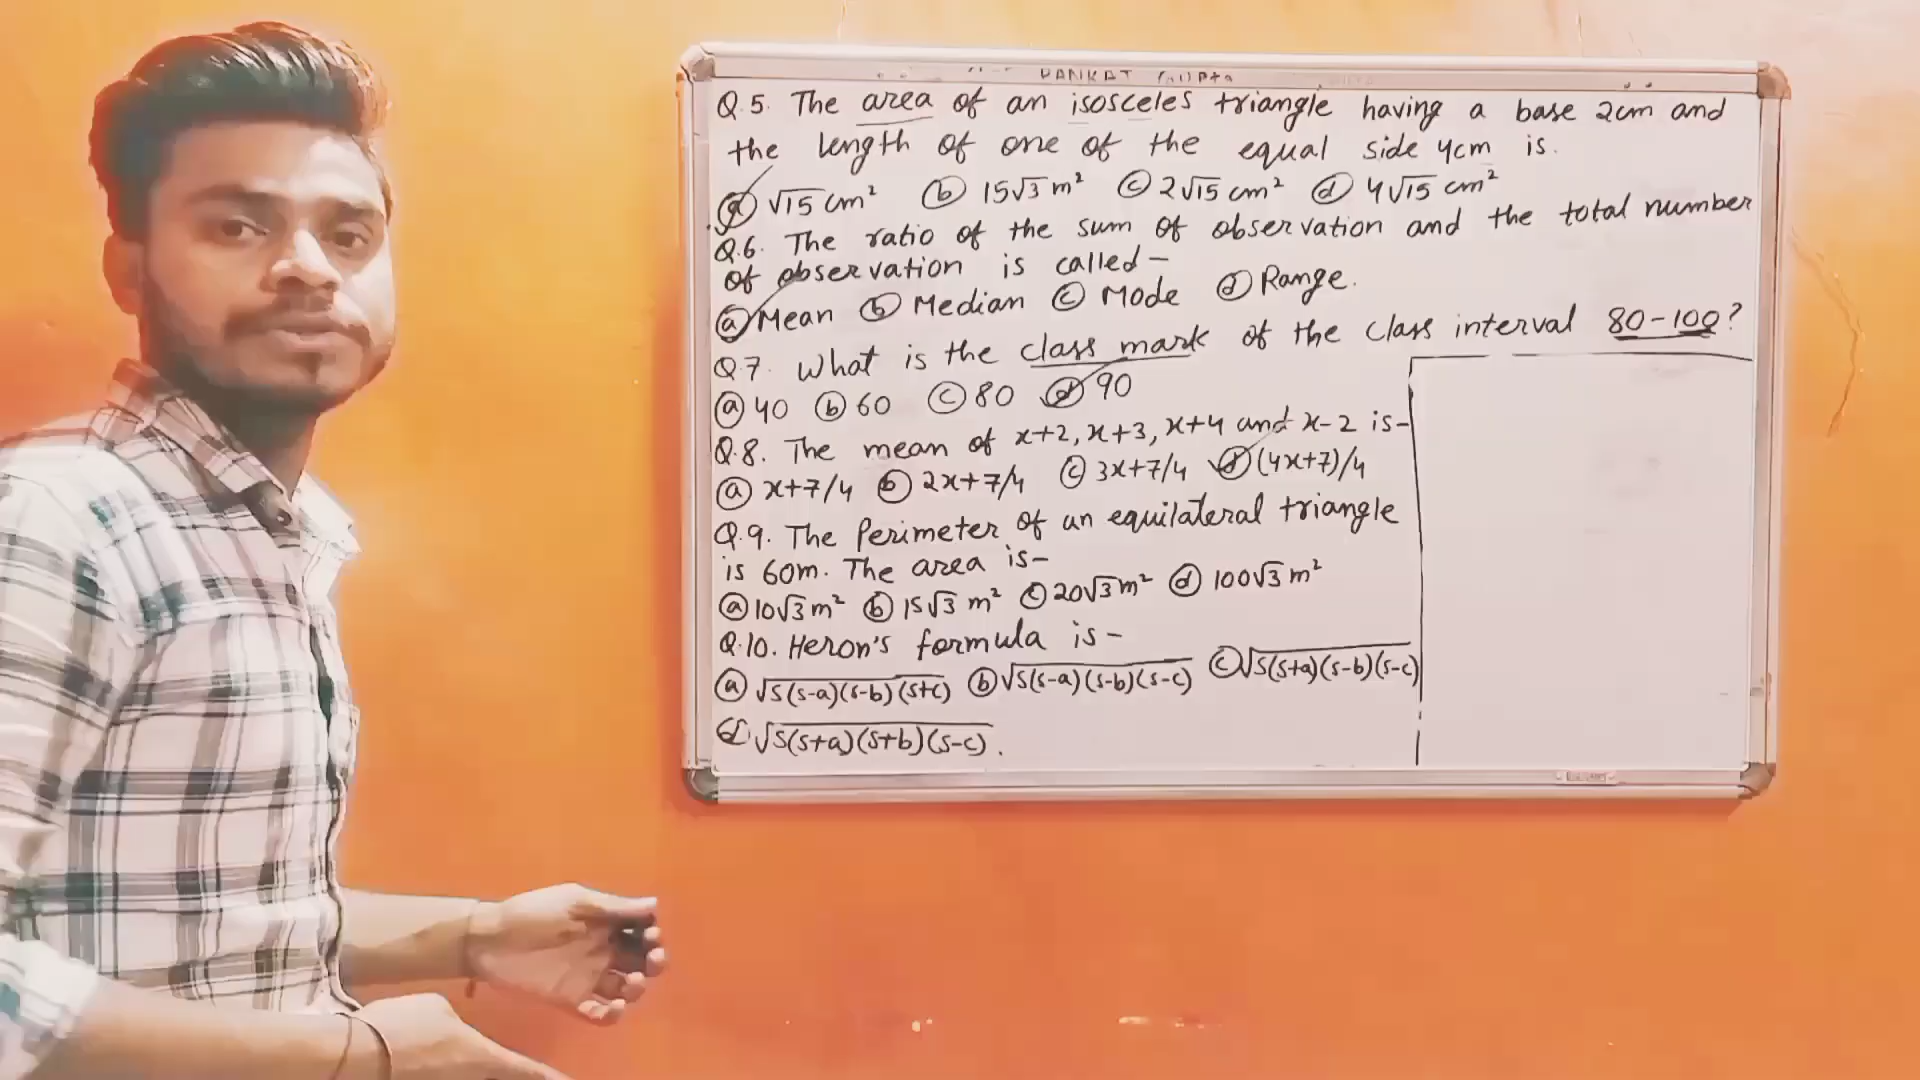 PANKAJ GUPTA
Q.5. The area of an isosceles triangle having a base 2cm and
the length of one of the equal side 4cm is.
ⓐ √15 cm² ⓑ 15√3 m² ⓒ 2√15 cm² ⓓ 4√15 cm²
Q.6. The ratio of the sum of observation and the total number
of observation is called-
ⓐ Mean ⓑ Median ⓒ Mode ⓓ Range.
Q.7. What is the class mark of the class interval 80-100?
ⓐ 40 ⓑ 60 ⓒ 80 ⓓ 90
Q.8. The mean of x+2, x+3, x+4 and x-2 is-
ⓐ x+7/4 ⓑ 2x+7/4 ⓒ 3x+7/4 ⓓ (4x+7)/4
Q.9. The Perimeter of an equilateral triangle
is 60m. The area is-
ⓐ 10√3 m² ⓑ 15√3 m² ⓒ 20√3 m² ⓓ 100√3 m²
Q.10. Heron's formula is-
ⓐ √s(s-a)(s-b)(s+c) ⓑ √s(s-a)(s-b)(s-c) ⓒ √s(s+a)(s-b)(s-c)
ⓓ √s(s+a)(s+b)(s-c).